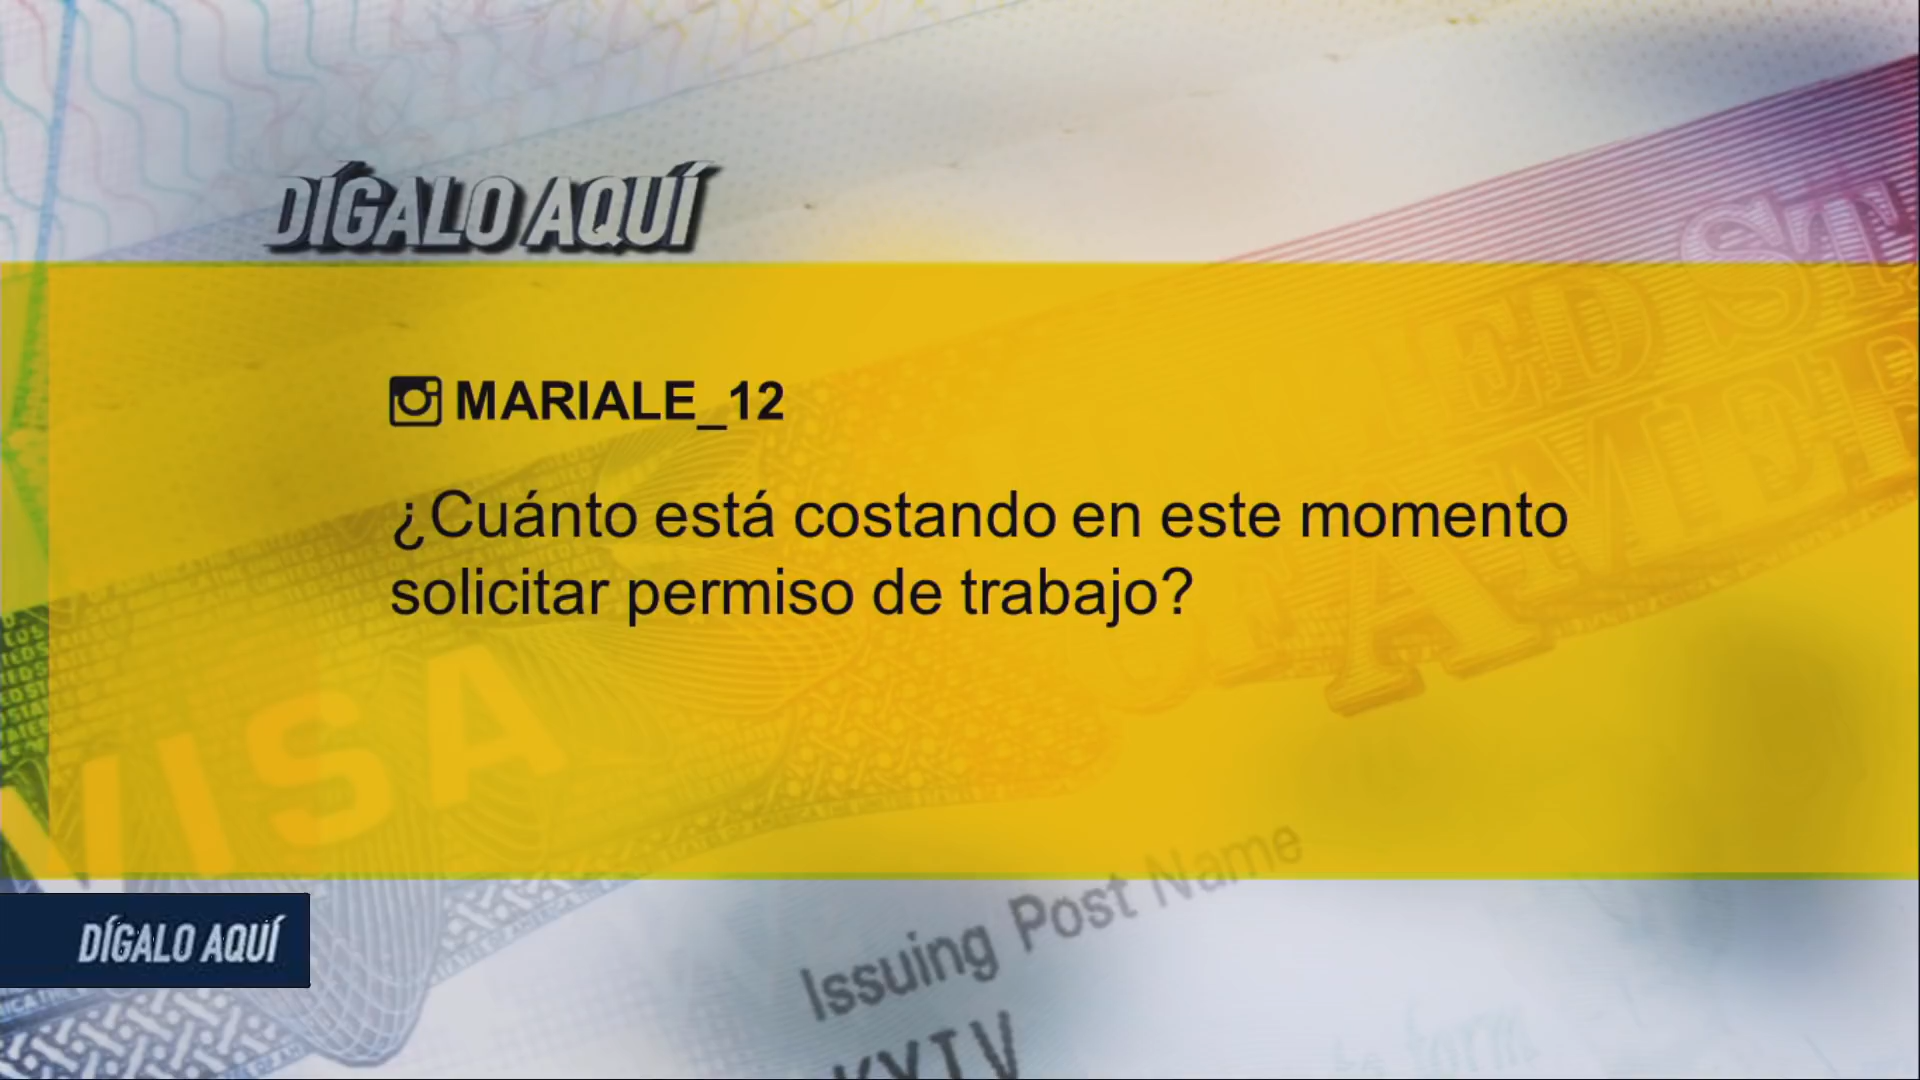 DÍGALO AQUÍ
MARIALE_12
¿Cuánto está costando en este momento
solicitar permiso de trabajo?
VISA
DÍGALO AQUÍ
Issuing Post Name
KYIV